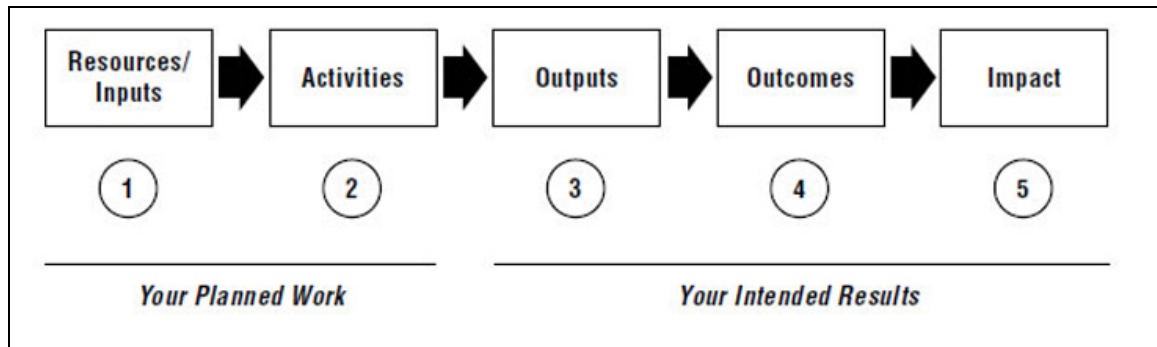 Resources/
Inputs
Activities
Outputs
Outcomes
Impact
1
2
3
4
5
Your Planned Work
Your Intended Results